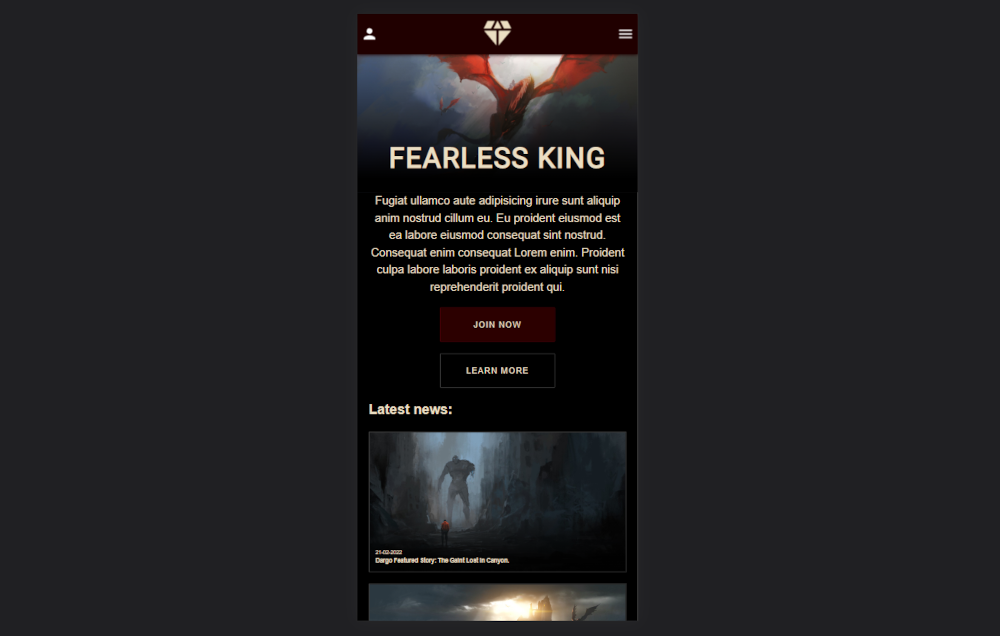 FEARLESS KING
Fugiat ullamco aute adipisicing irure sunt aliquip
anim nostrud cillum eu. Eu proident eiusmod est
ea labore eiusmod consequat sint nostrud.
Consequat enim consequat Lorem enim. Proident
culpa labore laboris proident ex aliquip sunt nisi
reprehenderit proident qui.
JOIN NOW
LEARN MORE
Latest news:
21-02-2022
Dargo Featured Story: The Gaint Lost in Canyon.